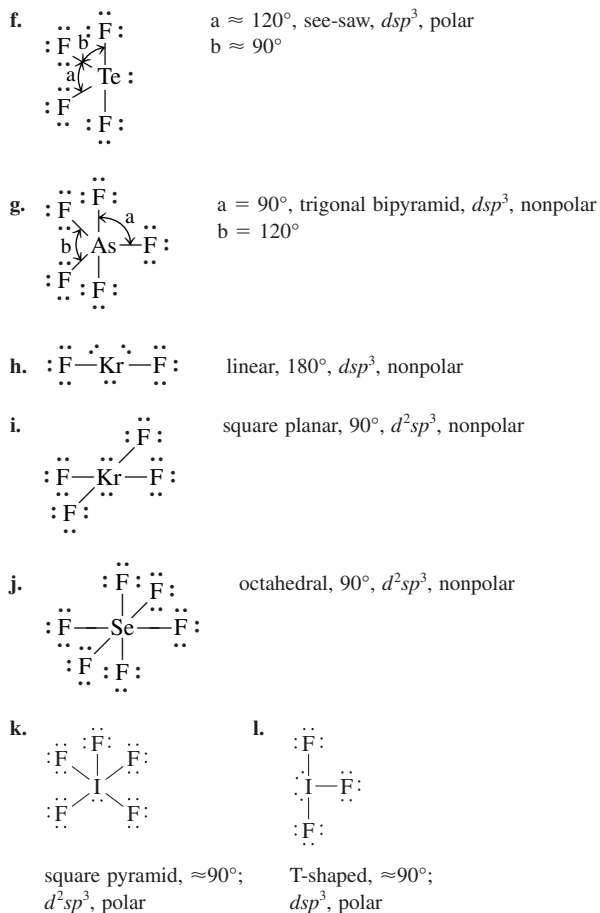 f.
F F
b
a
Te
F
F
a ≈ 120°, see-saw, dsp³, polar
b ≈ 90°
g.
F F
a
b
As F
F
F
a = 90°, trigonal bipyramid, dsp³, nonpolar
b = 120°
h. F—Kr—F linear, 180°, dsp³, nonpolar
i. square planar, 90°, d²sp³, nonpolar
F
F—Kr—F
F
j. octahedral, 90°, d²sp³, nonpolar
F F
F—Se—F
F F
k. l.
F
F F
I
F F
F
I—F
F
square pyramid, ≈90°;
d²sp³, polar
T-shaped, ≈90°;
dsp³, polar